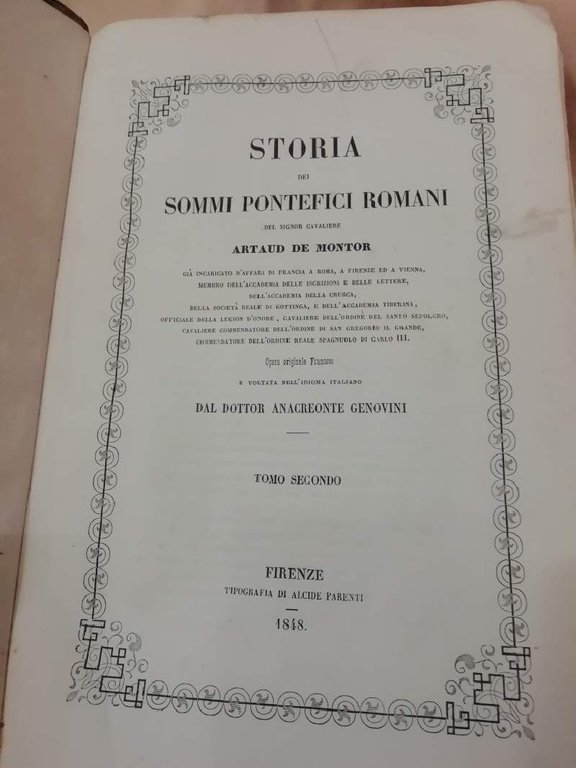 STORIA
DEI
SOMMI PONTEFICI ROMANI
DEL SIGNOR CAVALIERE
ARTAUD DE MONTOR
GIÀ INCARICATO D'AFFARI DI FRANCIA A ROMA, A FIRENZE ED A VIENNA,
MEMBRO DELL'ACCADEMIA DELLE ISCRIZIONI E BELLE LETTERE,
DELL'ACCADEMIA DELLA CRUSCA,
DELLA SOCIETÀ REALE DI GOTTINGA, E DELL'ACCADEMIA TIBERINA,
OFFICIALE DELLA LEGION D'ONORE, CAVALIERE DELL'ORDINE DEL SANTO SEPOLCRO,
CAVALIERE COMMENDATORE DELL'ORDINE DI SAN GREGORIO IL GRANDE,
COMMENDATORE DELL'ORDINE REALE SPAGNUOLO DI CARLO III.
Opera originale Francese
E VOLTATA NELL'IDIOMA ITALIANO
DAL DOTTOR ANACREONTE GENOVINI
TOMO SECONDO
FIRENZE
TIPOGRAFIA DI ALCIDE PARENTI
1848.